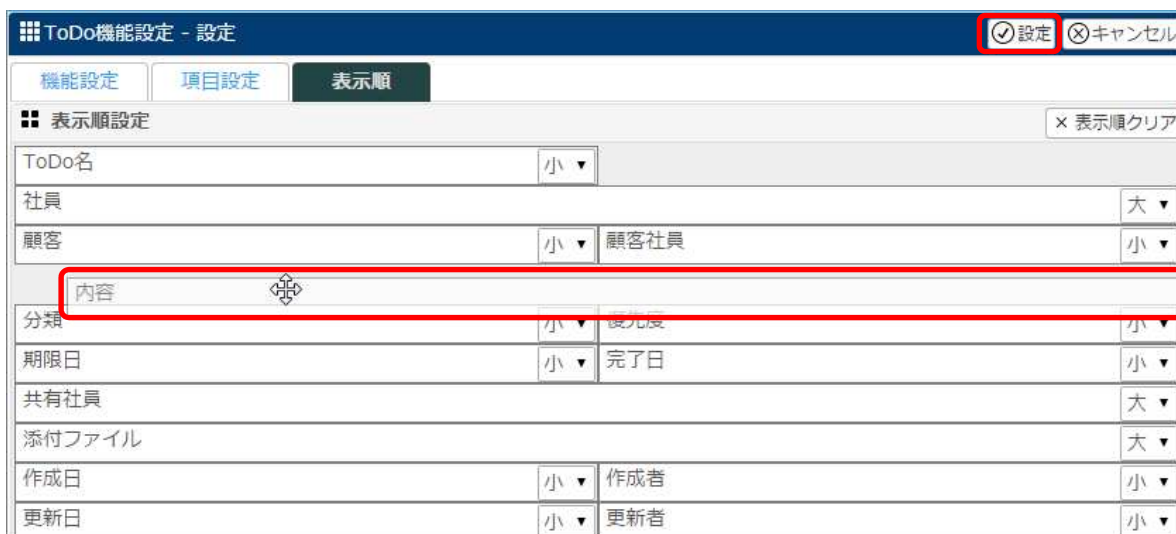 ToDo機能設定 - 設定 設定 キャンセル
機能設定 項目設定 表示順
表示順設定 × 表示順クリア
ToDo名 小 ▼
社員 大 ▼
顧客 小 ▼ 顧客社員 小 ▼
内容
分類 小 ▼ 優先度 小 ▼
期限日 小 ▼ 完了日 小 ▼
共有社員 大 ▼
添付ファイル 大 ▼
作成日 小 ▼ 作成者 小 ▼
更新日 小 ▼ 更新者 小 ▼